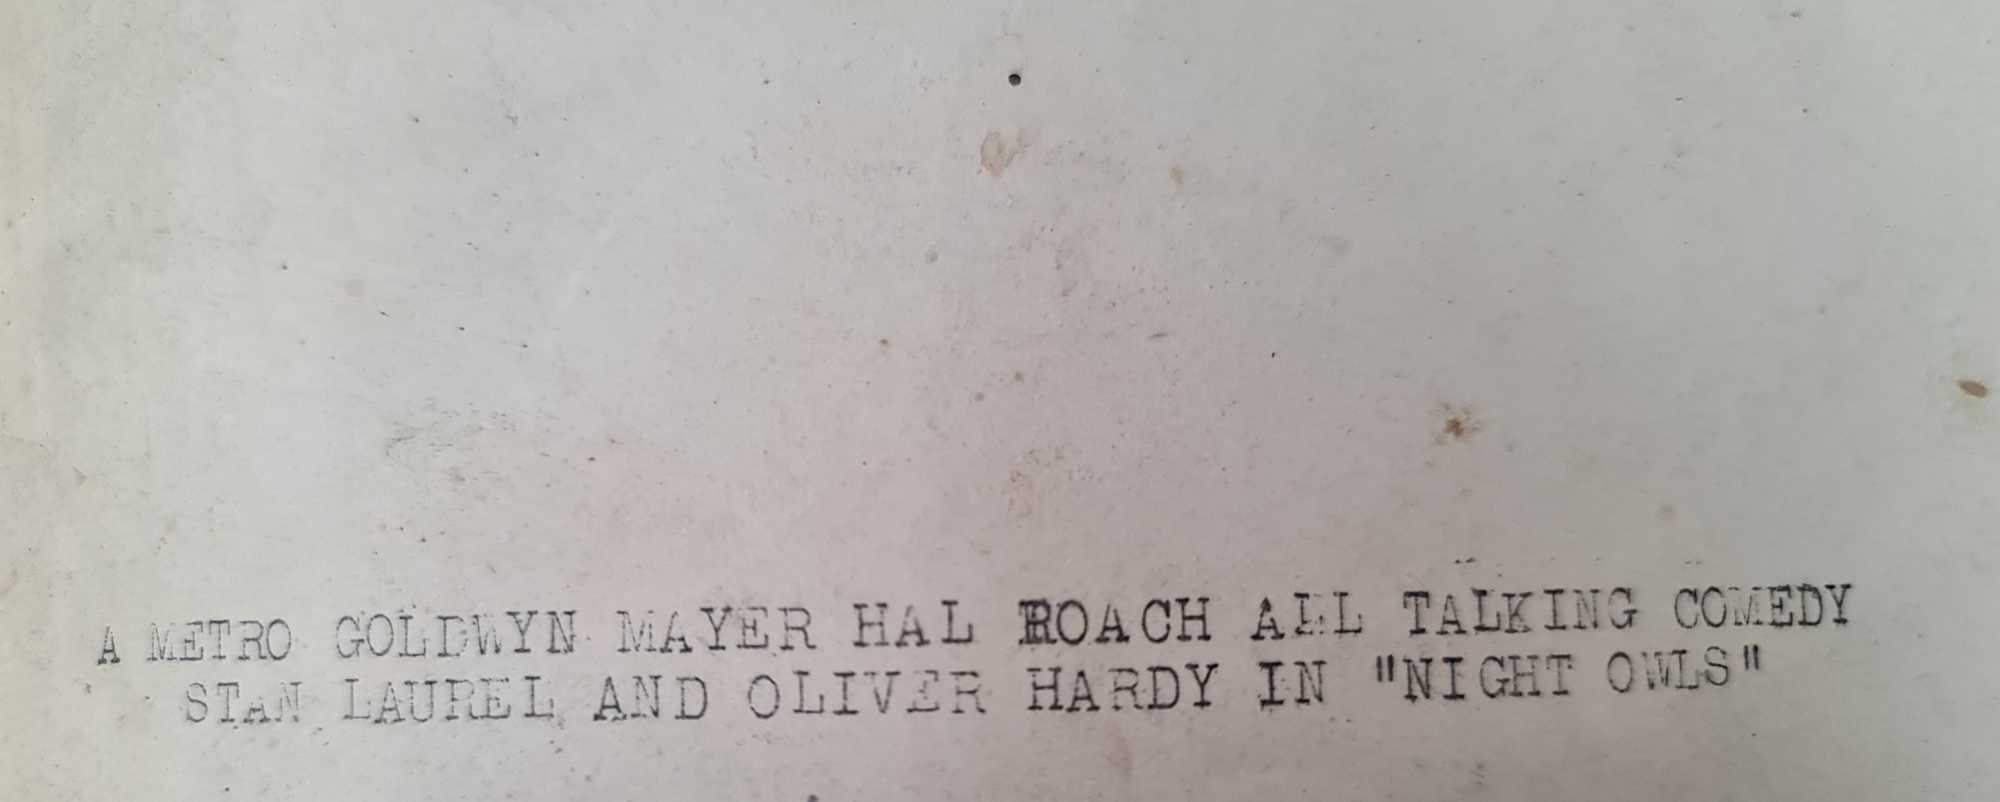 A METRO GOLDWYN MAYER HAL ROACH ALL TALKING COMEDY
STAN LAUREL AND OLIVER HARDY IN "NIGHT OWLS"